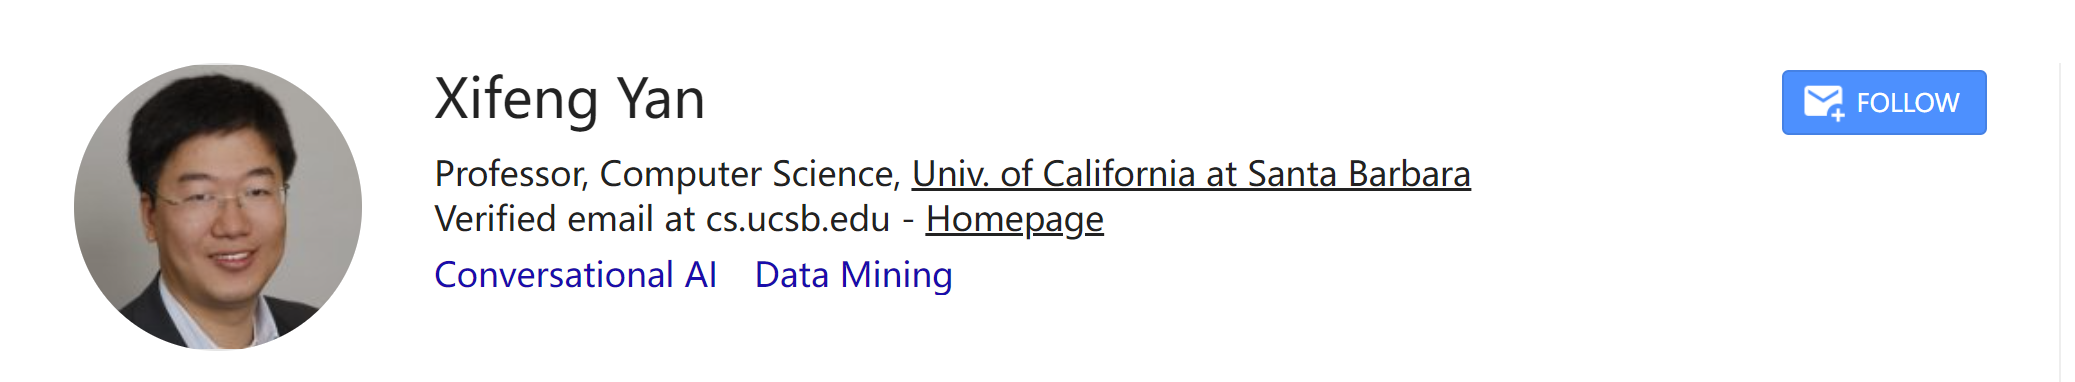 Xifeng Yan
FOLLOW
Professor, Computer Science, Univ. of California at Santa Barbara
Verified email at cs.ucsb.edu - Homepage
Conversational AI Data Mining